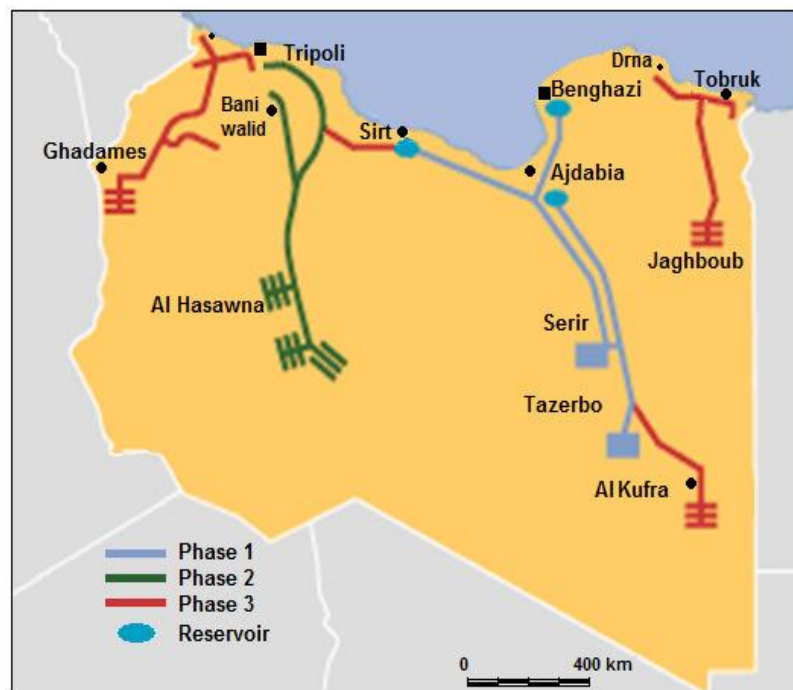 Tripoli
Drna
Tobruk
Benghazi
Bani
walid
Sirt
Ghadames
Ajdabia
Jaghboub
Al Hasawna
Serir
Tazerbo
Al Kufra
Phase 1
Phase 2
Phase 3
Reservoir
0 400 km